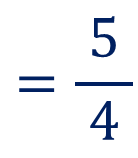 = 5/4